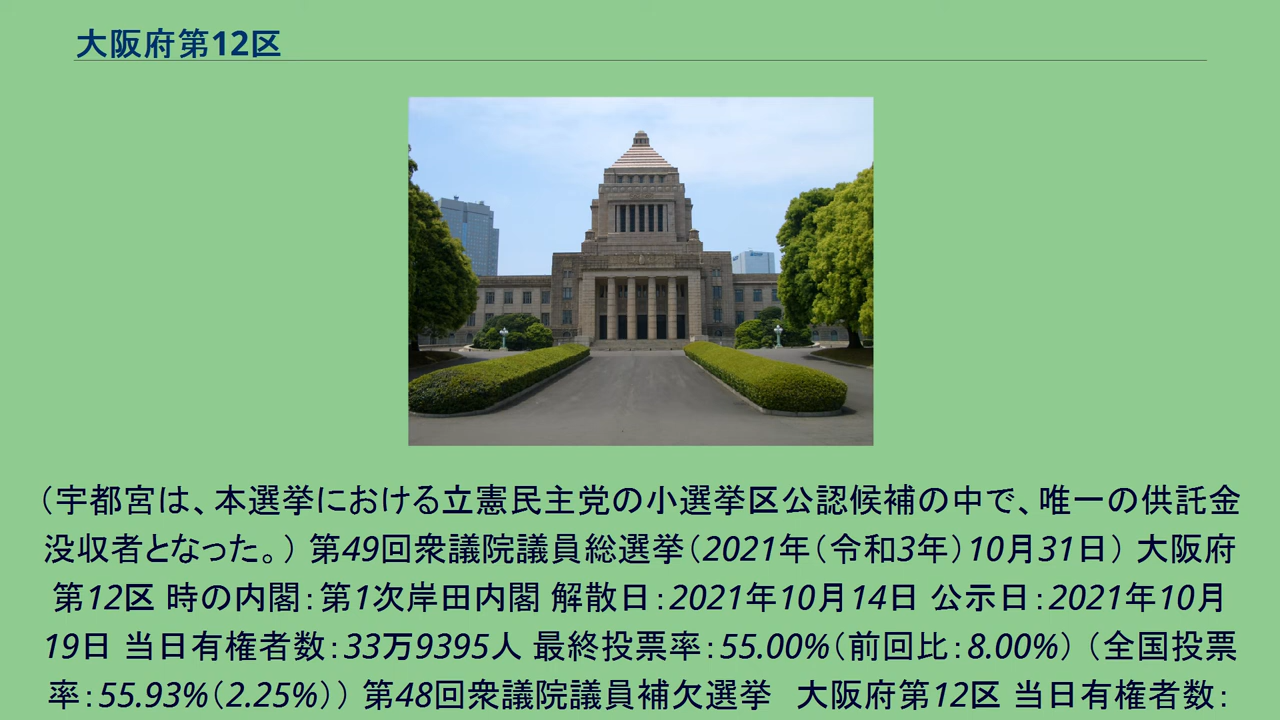 大阪府第12区
（宇都宮は、本選挙における立憲民主党の小選挙区公認候補の中で、唯一の供託金
没収者となった。） 第49回衆議院議員総選挙（2021年（令和3年）10月31日） 大阪府
第12区 時の内閣：第1次岸田内閣 解散日：2021年10月14日 公示日：2021年10月
19日 当日有権者数：33万9395人 最終投票率：55.00%（前回比：8.00%） （全国投票
率：55.93%（2.25%）） 第48回衆議院議員補欠選挙　大阪府第12区 当日有権者数：